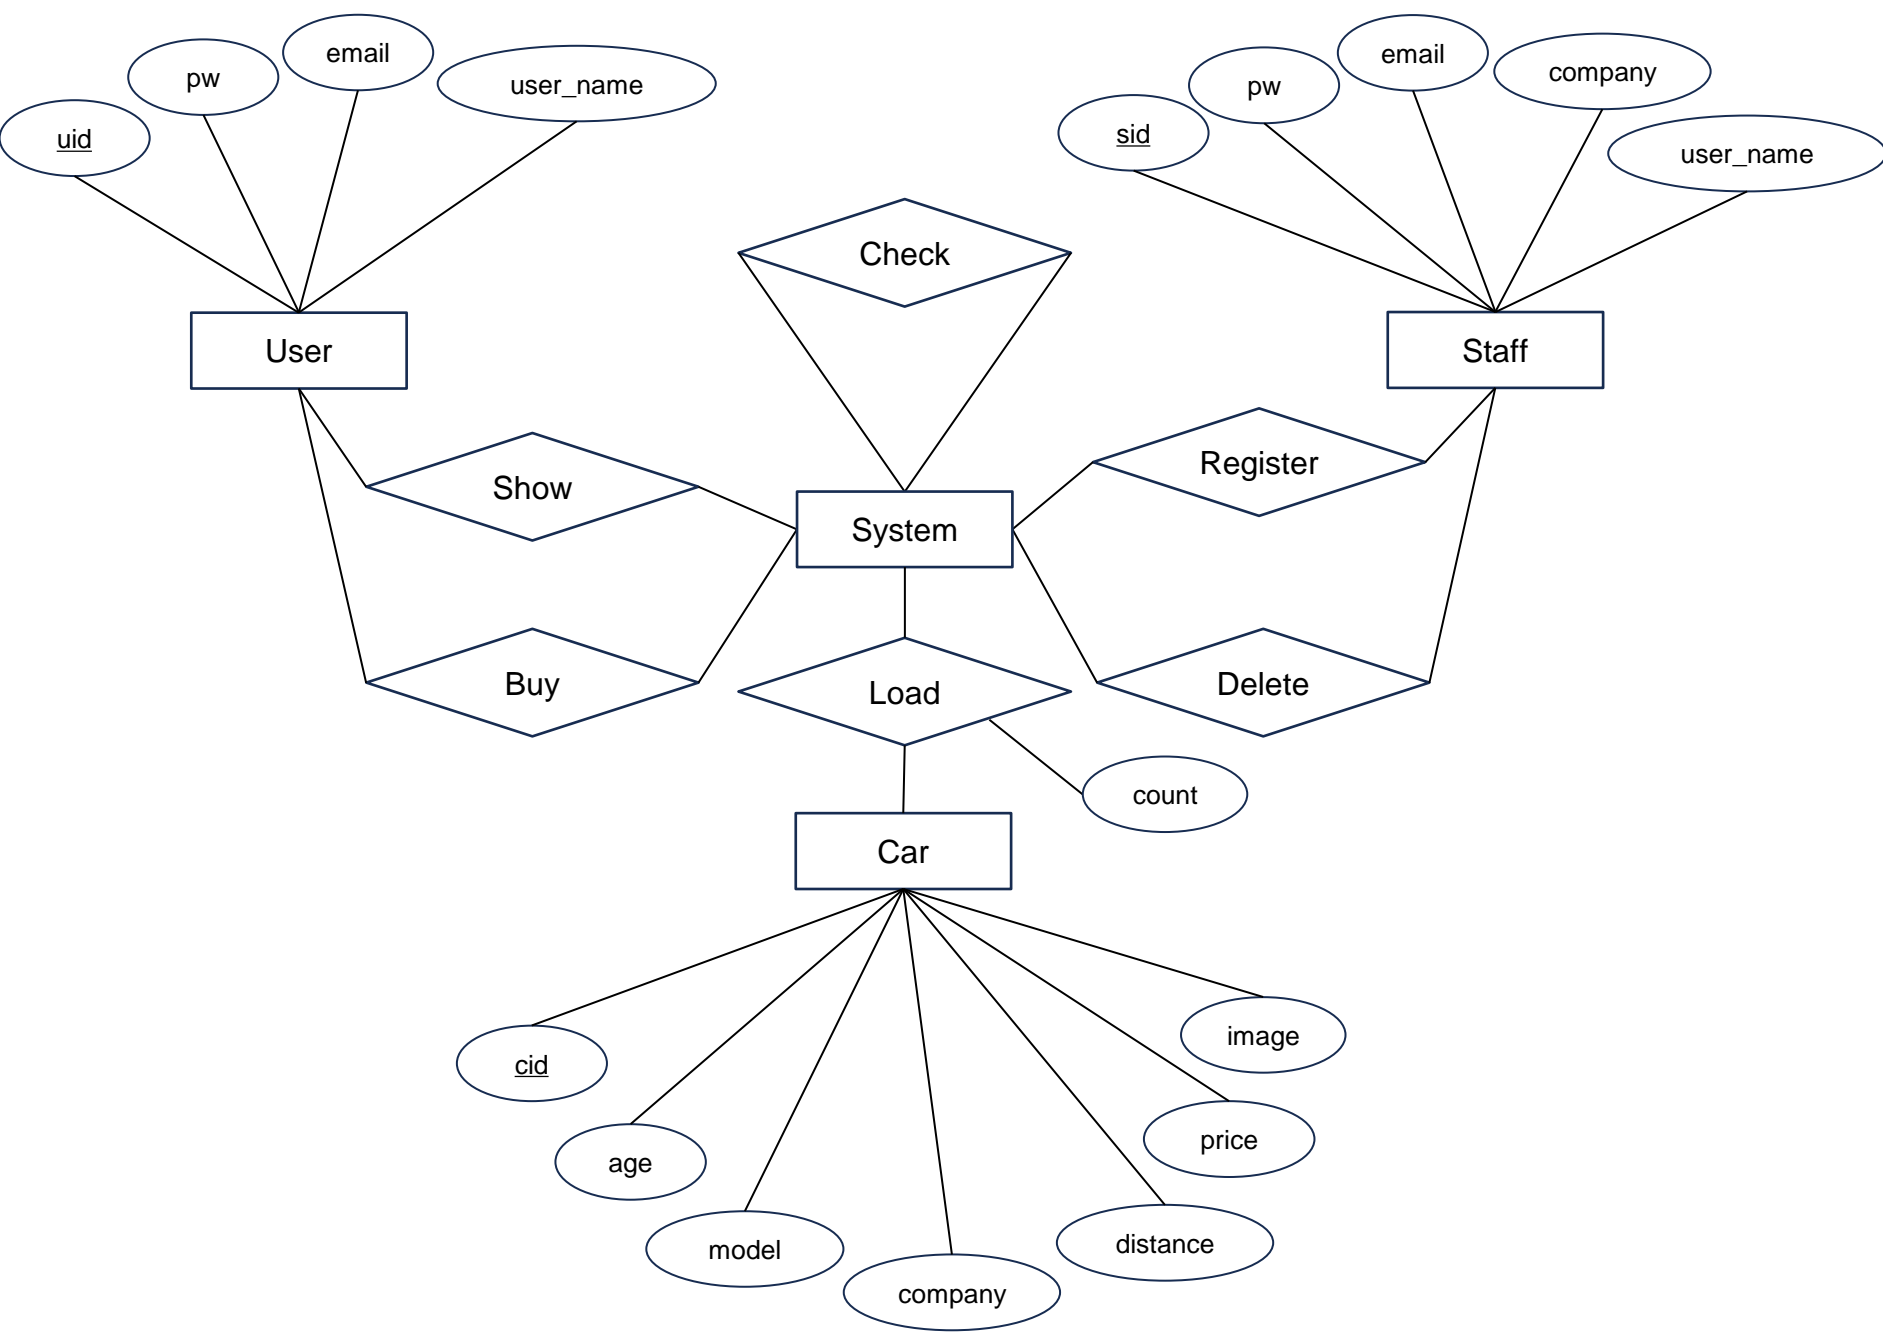 email
pw
user_name
uid
email
company
pw
sid
user_name
Check
User
Staff
Register
Show
System
Buy
Load
Delete
count
Car
image
cid
price
age
distance
model
company